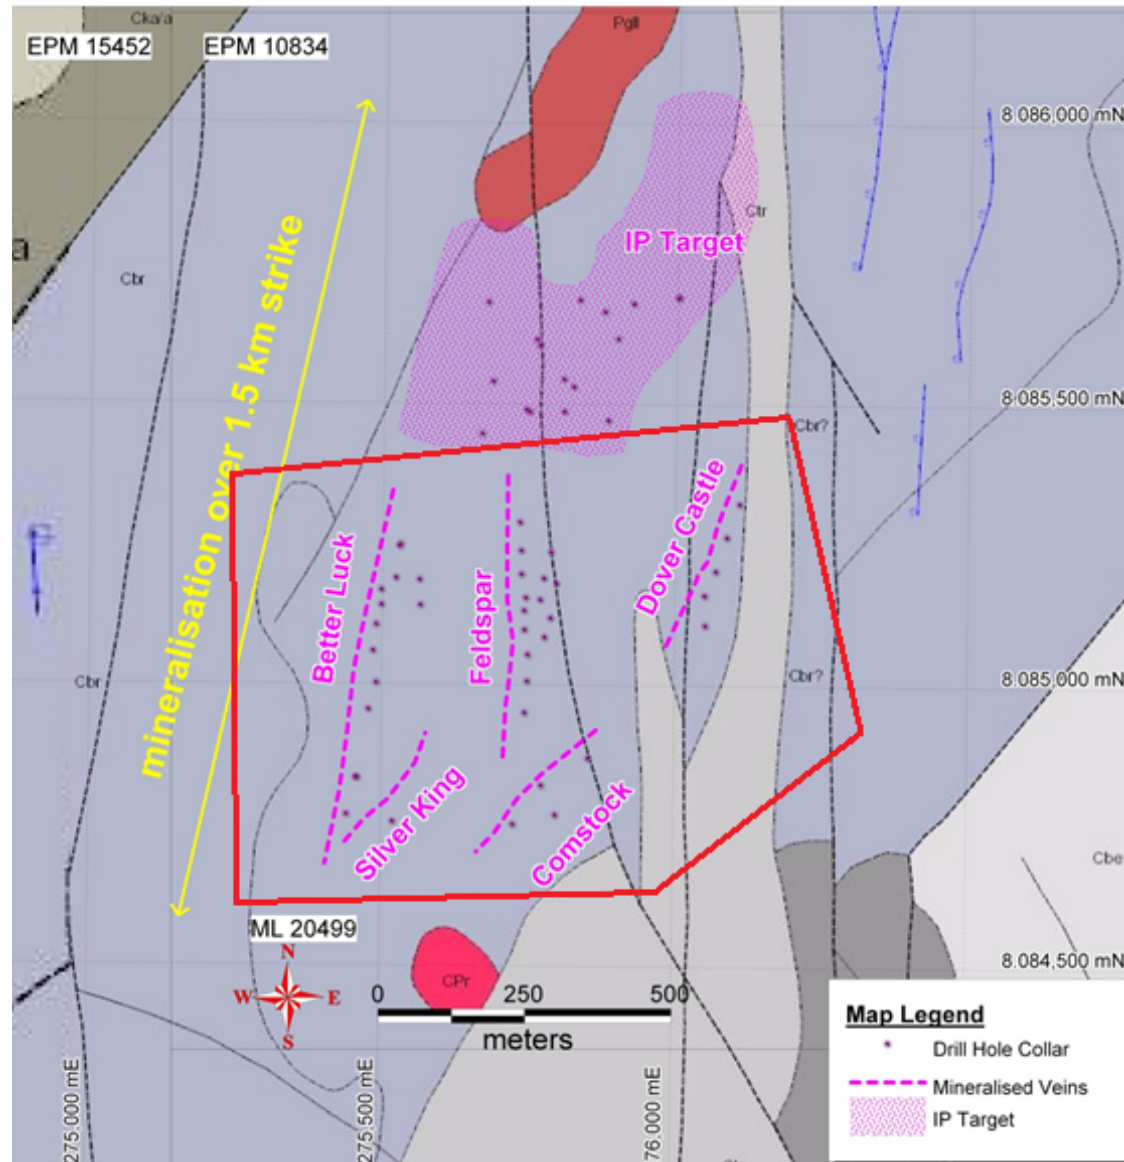 Cka/a
EPM 15452
EPM 10834
Pgll
8 086,000 mN
Ctr
IP Target
a
Cbr
mineralisation over 1.5 km strike
8 085,500 mN
Cbr?
Better Luck
Feldspar
Dover Castle
Cbr
Cbr?
8 085,000 mN
Silver King
Comstock
Cbe
ML 20499
N
W
E
S
CPr
8 084,500 mN
0
250
500
meters
275,000 mE
275,500 mE
76,000 mE
Map Legend
Drill Hole Collar
Mineralised Veins
IP Target